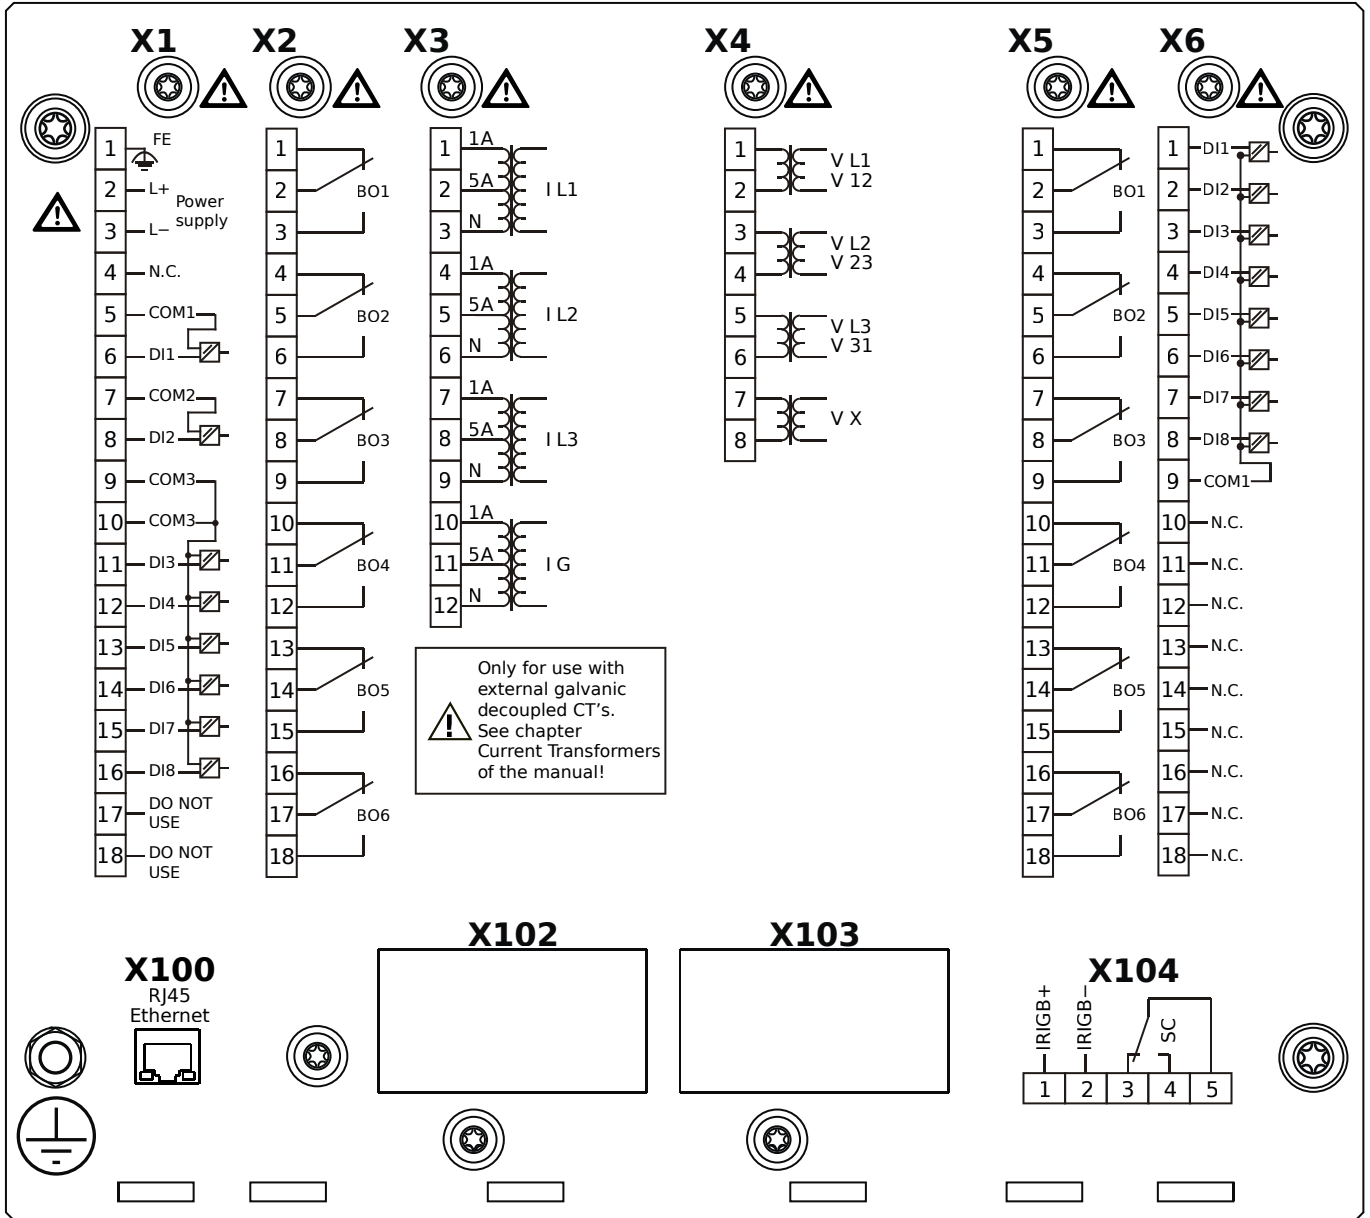 X1
X2
X3
X4
X5
X6
1 FE
2 L+
Power
supply
3 L−
4 N.C.
5 COM1
6 DI1
7 COM2
8 DI2
9 COM3
10 COM3
11 DI3
12 DI4
13 DI5
14 DI6
15 DI7
16 DI8
17 DO NOT
USE
18 DO NOT
USE
1
2 BO1
3
4
5 BO2
6
7
8 BO3
9
10
11 BO4
12
13
14 BO5
15
16
17 BO6
18
1 1A
2 5A I L1
3 N
4 1A
5 5A I L2
6 N
7 1A
8 5A I L3
9 N
10 1A
11 5A I G
12 N
Only for use with
external galvanic
decoupled CT's.
See chapter
Current Transformers
of the manual!
1 V L1
2 V 12
3 V L2
4 V 23
5 V L3
6 V 31
7 V X
8
1
2 BO1
3
4
5 BO2
6
7
8 BO3
9
10
11 BO4
12
13
14 BO5
15
16
17 BO6
18
1 DI1
2 DI2
3 DI3
4 DI4
5 DI5
6 DI6
7 DI7
8 DI8
9 COM1
10 N.C.
11 N.C.
12 N.C.
13 N.C.
14 N.C.
15 N.C.
16 N.C.
17 N.C.
18 N.C.
X100
RJ45
Ethernet
X102
X103
X104
IRIGB+
IRIGB−
SC
1 2 3 4 5